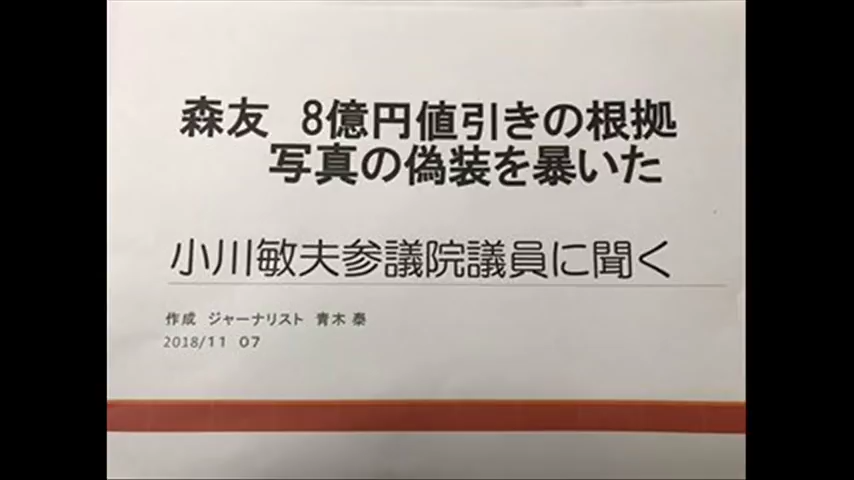 森友　8億円値引きの根拠
写真の偽装を暴いた
小川敏夫参議院議員に聞く
作成　ジャーナリスト　青木 泰
2018/11　07